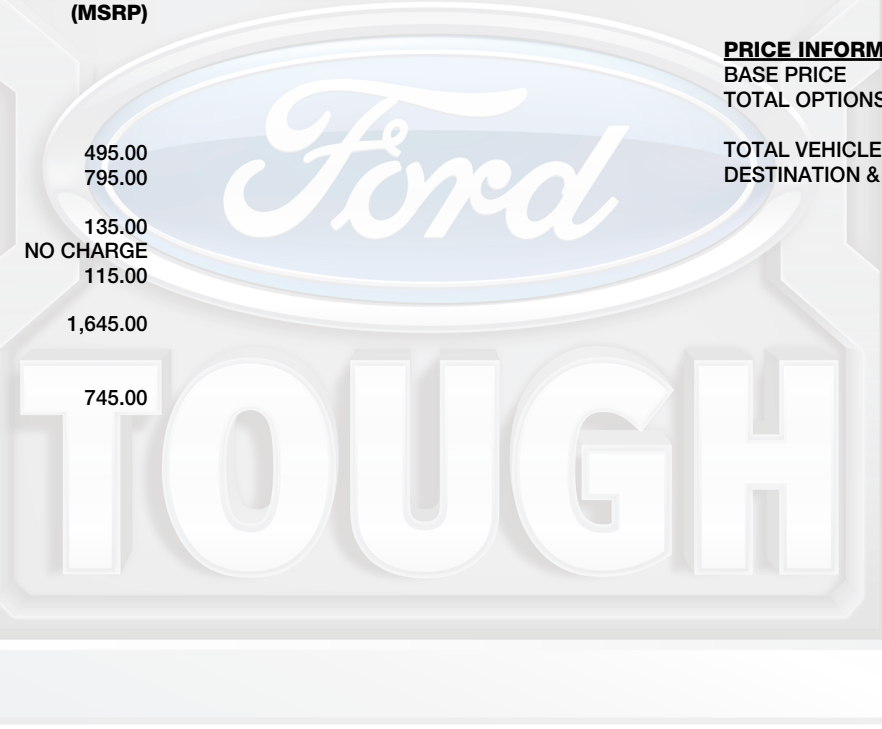 (MSRP)
495.00
795.00
135.00
NO CHARGE
115.00
1,645.00
745.00
PRICE INFORM
BASE PRICE
TOTAL OPTIONS
TOTAL VEHICLE
DESTINATION &
Ford
TOUGH